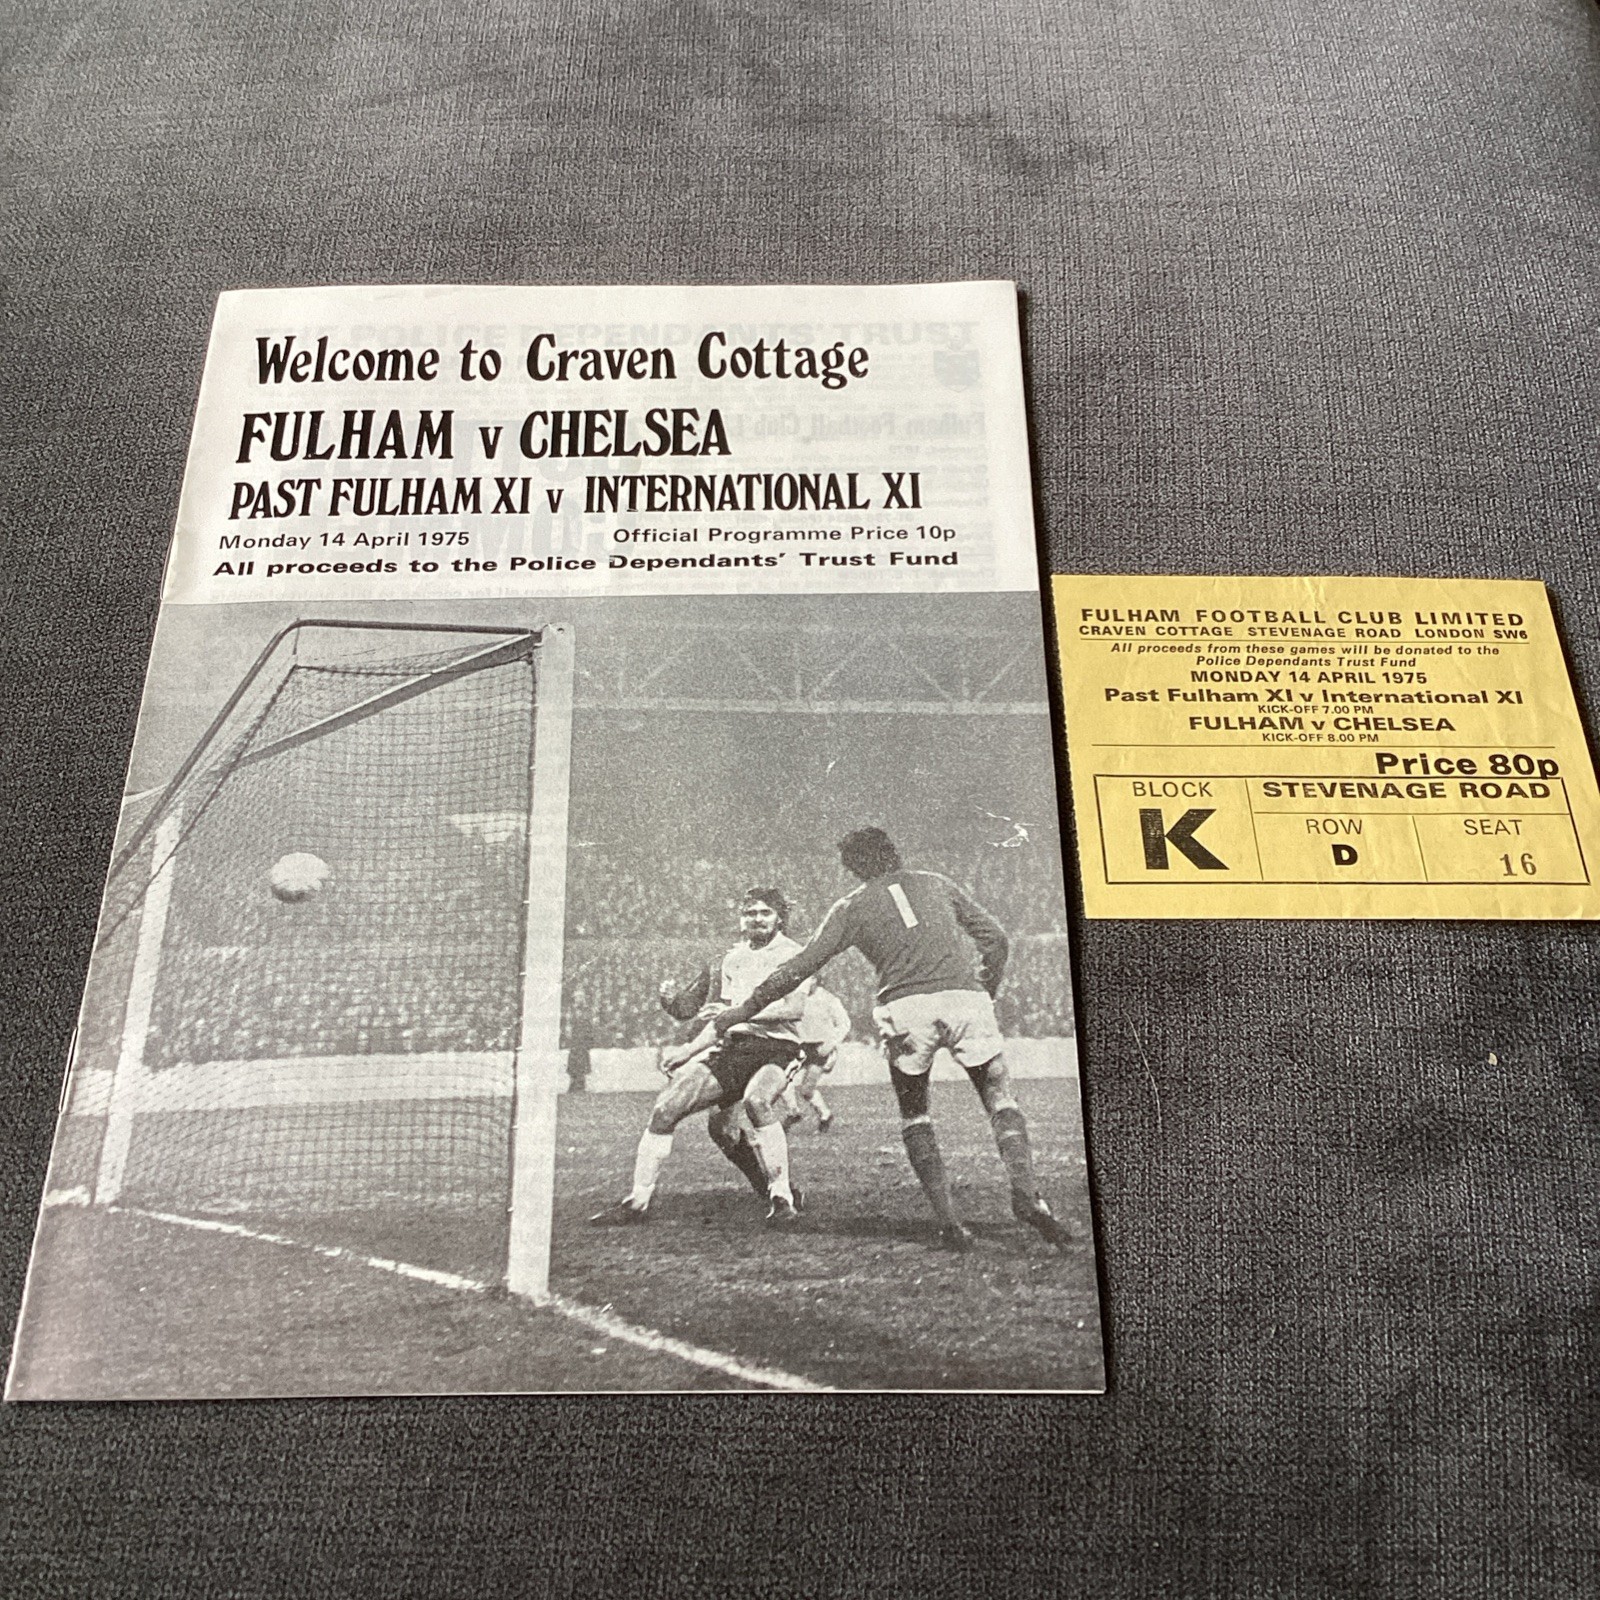 Welcome to Craven Cottage
FULHAM v CHELSEA
PAST FULHAM XI v INTERNATIONAL XI
Monday 14 April 1975 Official Programme Price 10p
All proceeds to the Police Dependants' Trust Fund
1
FULHAM FOOTBALL CLUB LIMITED
CRAVEN COTTAGE STEVENAGE ROAD LONDON SW6
All proceeds from these games will be donated to the
Police Dependants Trust Fund
MONDAY 14 APRIL 1975
Past Fulham XI v International XI
KICK-OFF 7.00 PM
FULHAM v CHELSEA
KICK-OFF 8.00 PM
Price 80p
BLOCK STEVENAGE ROAD
K
ROW SEAT
D 16